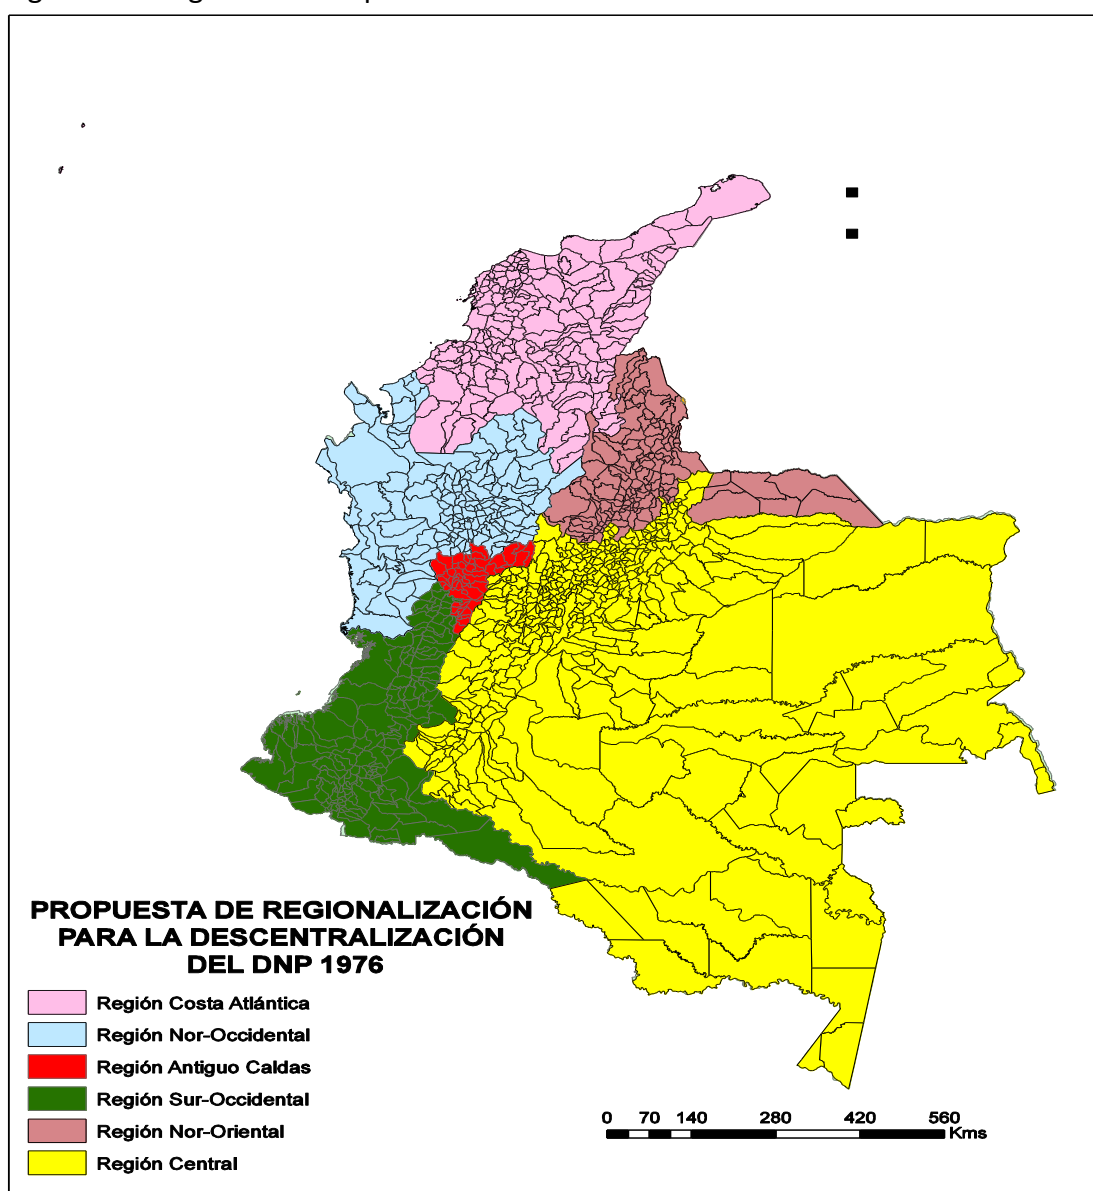 PROPUESTA DE REGIONALIZACIÓN
PARA LA DESCENTRALIZACIÓN
DEL DNP 1976
Región Costa Atlántica
Región Nor-Occidental
Región Antiguo Caldas
Región Sur-Occidental
Región Nor-Oriental
Región Central
0 70 140 280 420 560
Kms